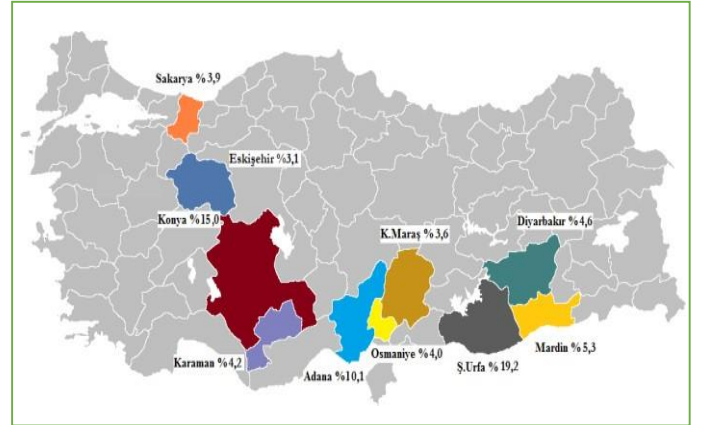 Sakarya %3,9
Eskişehir %3,1
Konya %15,0
K.Maraş %3,6
Diyarbakır %4,6
Karaman %4,2
Adana %10,1
Osmaniye %4,0
Ş.Urfa %19,2
Mardin %5,3